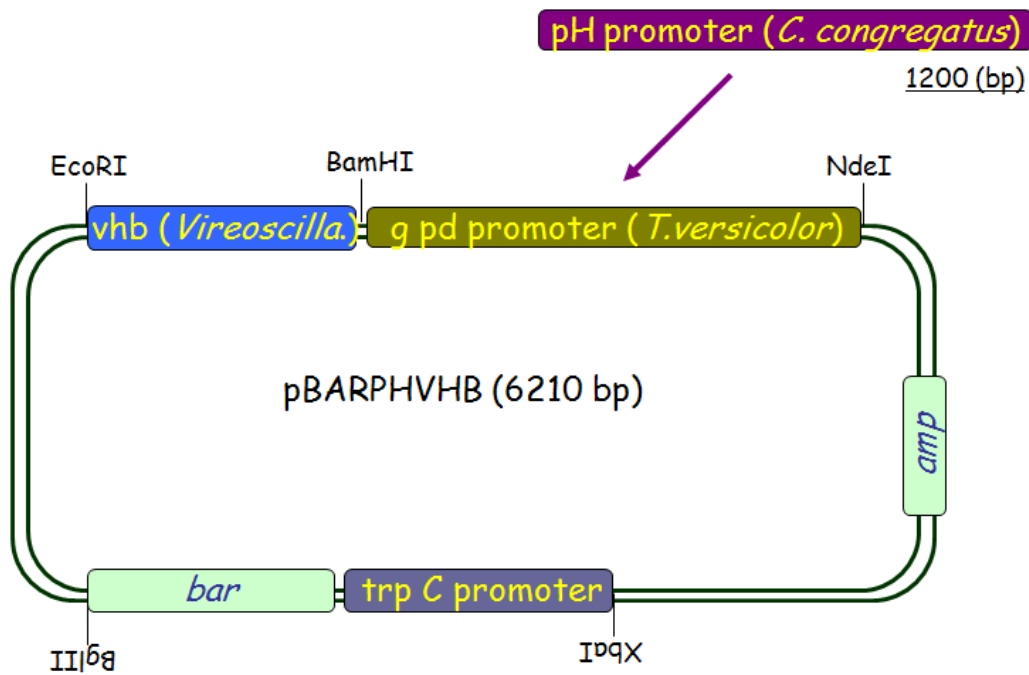 pH promoter (C. congregatus)
1200 (bp)
EcoRI
BamHI
NdeI
vhb (Vireoscilla.)
g pd promoter (T.versicolor)
pBARPHVHB (6210 bp)
amp
bar
trp C promoter
BglII
XbaI